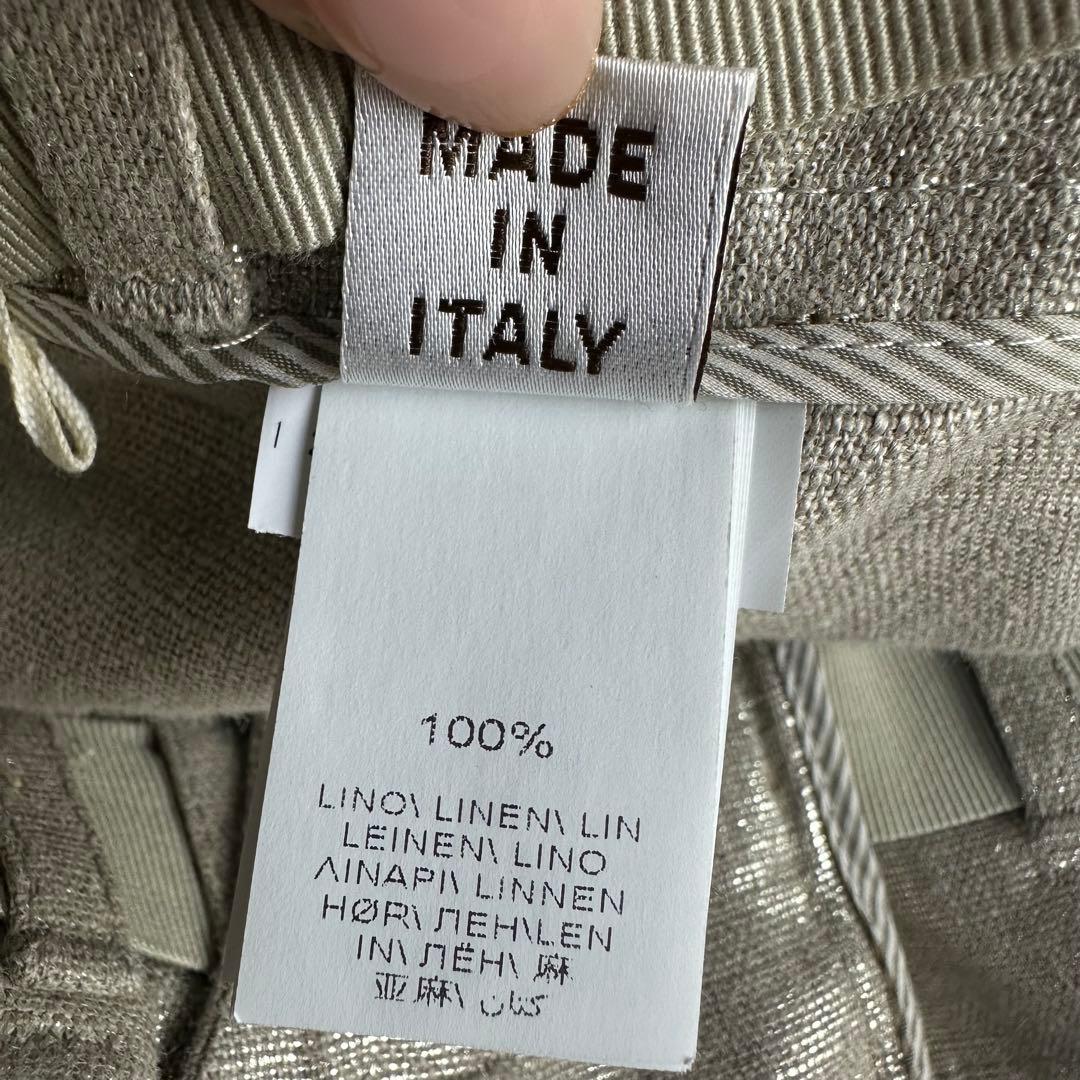 MADE
IN
ITALY
100%
LINO\ LINEN\ LIN
LEINEN\ LINO
ΛΙΝΑΡΙ\ LINNEN
HØR\ ЛЕН\LEN
IN\ ЛЁН\ 麻
亚麻\ كتان